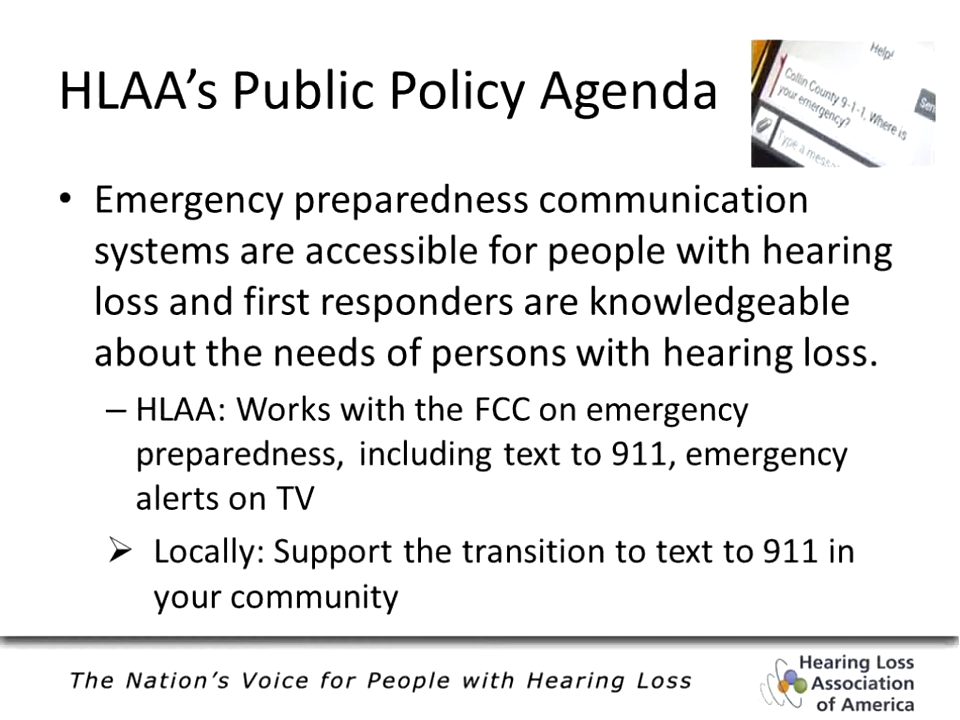 HLAA's Public Policy Agenda
Help!
Collin County 9-1-1. Where is
your emergency?
Type a
• Emergency preparedness communication
systems are accessible for people with hearing
loss and first responders are knowledgeable
about the needs of persons with hearing loss.
– HLAA: Works with the FCC on emergency
preparedness, including text to 911, emergency
alerts on TV
➢ Locally: Support the transition to text to 911 in
your community
The Nation's Voice for People with Hearing Loss
Hearing Loss
Association
of America